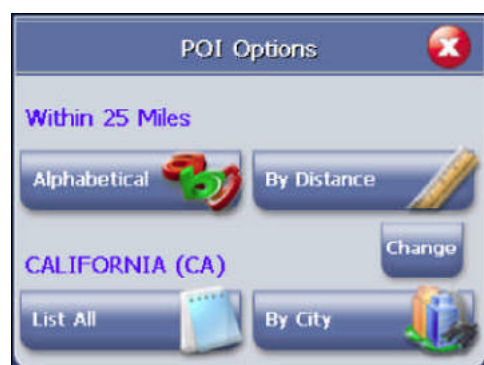 POI Options
Within 25 Miles
Alphabetical
By Distance
Change
CALIFORNIA (CA)
List All
By City